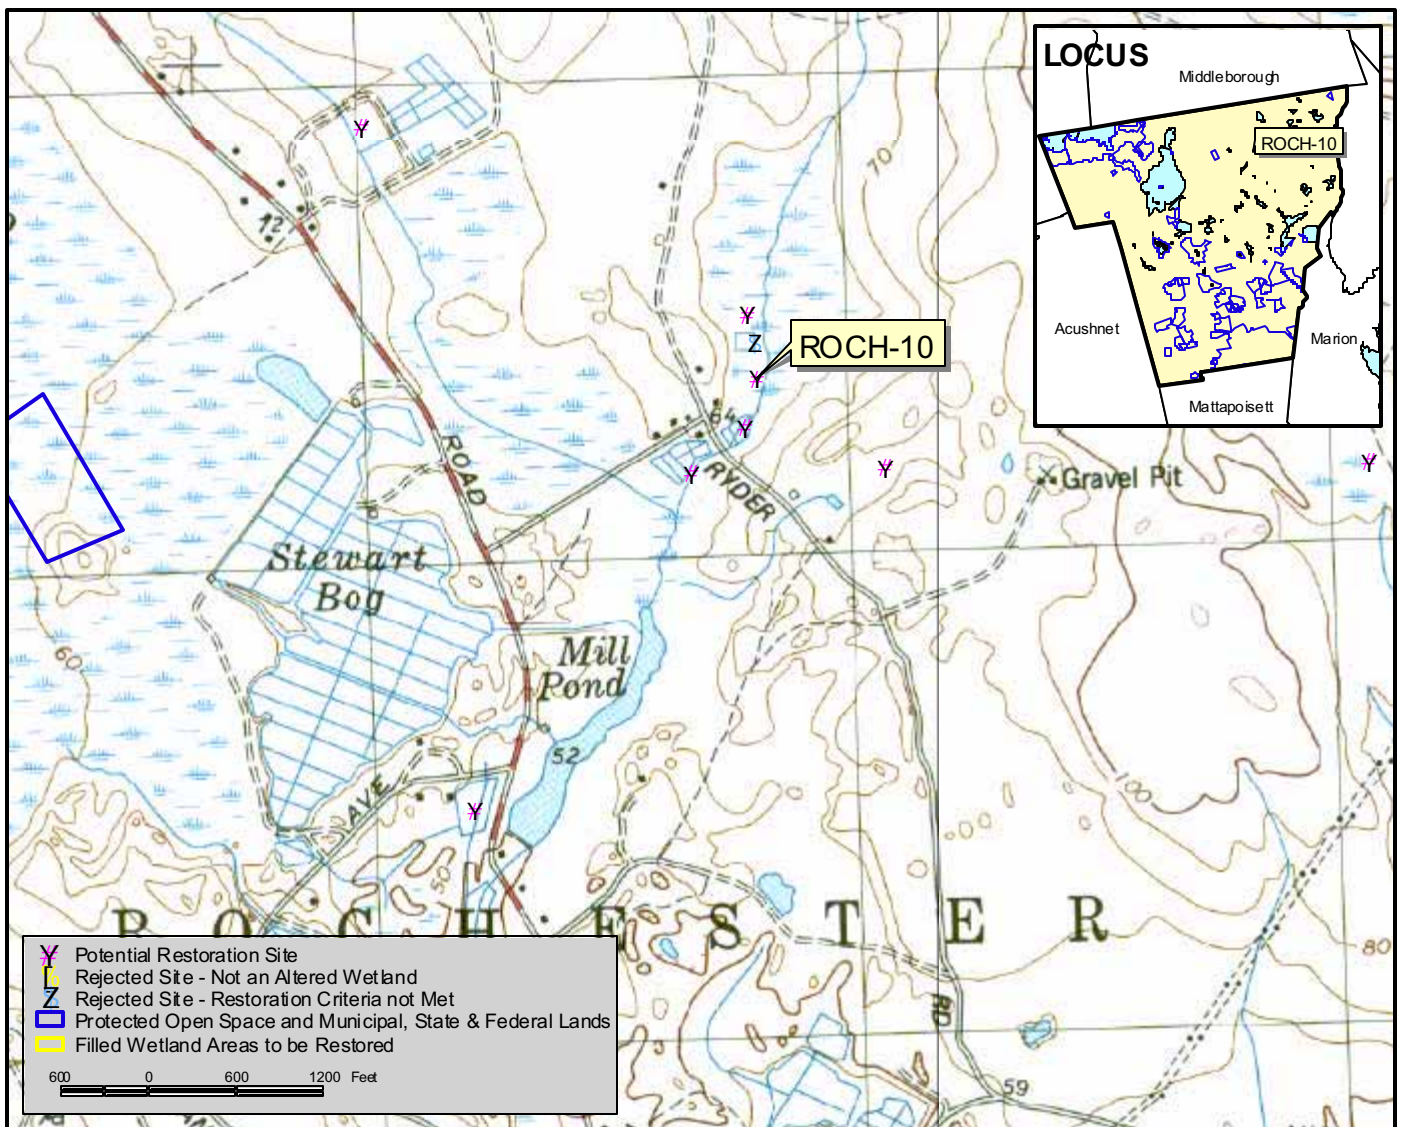 LOCUS
Middleborough
ROCH-10
Acushnet
Marion
Mattapoisett
70
12
Y
Y
Z
ROCH-10
Y
64
Y
Y
Y
Y
ROAD
RYDER
Gravel Pit
Stewart
Bog
Mill
Pond
60
52
100
AVE
Y
50
R O C H E S T E R
80
RD
59
Y Potential Restoration Site
[ Rejected Site - Not an Altered Wetland
Z Rejected Site - Restoration Criteria not Met
Protected Open Space and Municipal, State & Federal Lands
Filled Wetland Areas to be Restored
600 0 600 1200 Feet